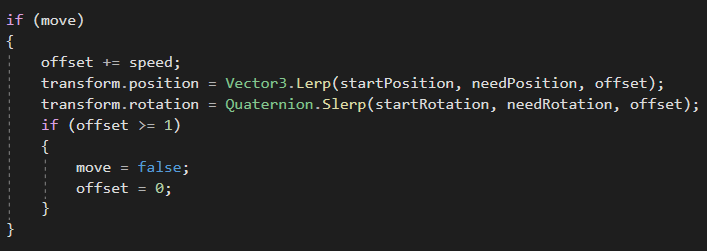 if (move)
{
offset += speed;
transform.position = Vector3.Lerp(startPosition, needPosition, offset);
transform.rotation = Quaternion.Slerp(startRotation, needRotation, offset);
if (offset >= 1)
{
move = false;
offset = 0;
}
}